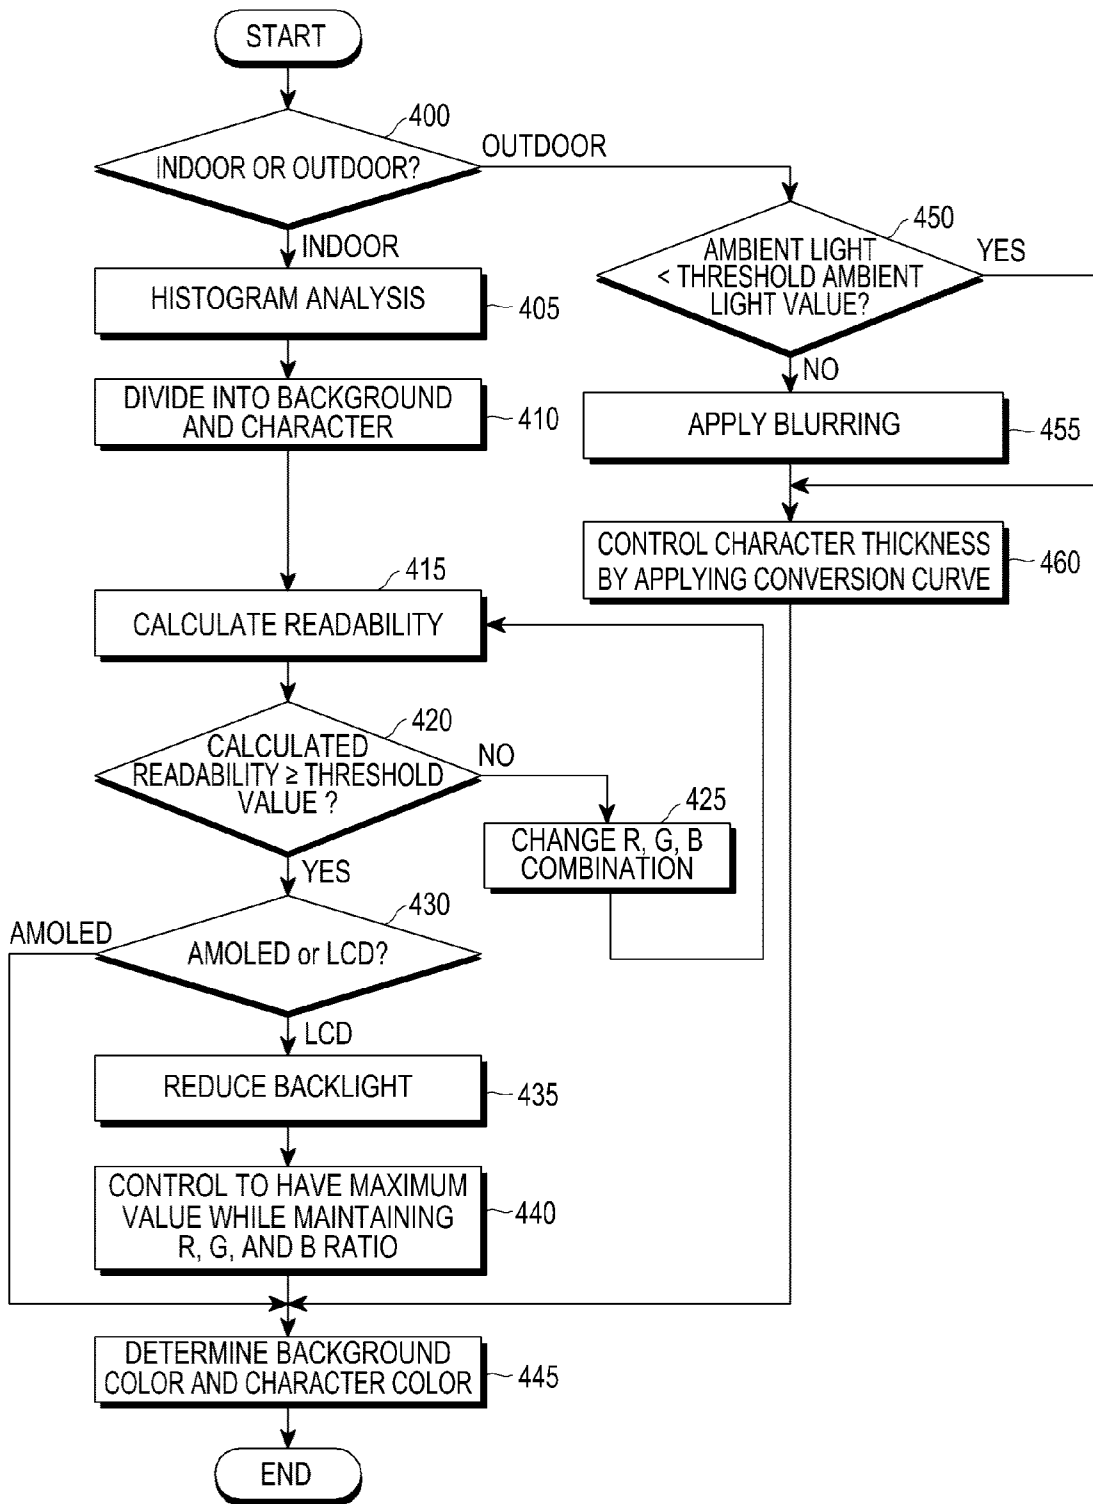 START
400
INDOOR OR OUTDOOR?
OUTDOOR
INDOOR
450
AMBIENT LIGHT
< THRESHOLD AMBIENT
LIGHT VALUE?
YES
NO
HISTOGRAM ANALYSIS
405
DIVIDE INTO BACKGROUND
AND CHARACTER
410
APPLY BLURRING
455
CONTROL CHARACTER THICKNESS
BY APPLYING CONVERSION CURVE
460
415
CALCULATE READABILITY
420
CALCULATED
READABILITY ≥ THRESHOLD
VALUE ?
NO
425
CHANGE R, G, B
COMBINATION
YES
430
AMOLED
AMOLED or LCD?
LCD
REDUCE BACKLIGHT
435
CONTROL TO HAVE MAXIMUM
VALUE WHILE MAINTAINING
R, G, AND B RATIO
440
DETERMINE BACKGROUND
COLOR AND CHARACTER COLOR
445
END